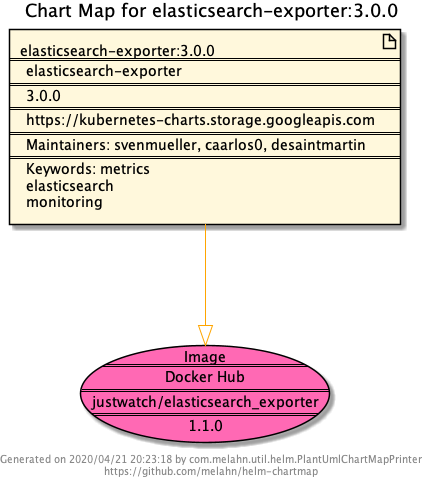 Chart Map for elasticsearch-exporter:3.0.0
elasticsearch-exporter:3.0.0
elasticsearch-exporter
3.0.0
https://kubernetes-charts.storage.googleapis.com
Maintainers: svenmueller, caarlos0, desaintmartin
Keywords: metrics
elasticsearch
monitoring
Image
Docker Hub
justwatch/elasticsearch_exporter
1.1.0
Generated on 2020/04/21 20:23:18 by com.melahn.util.helm.PlantUmlChartMapPrinter
https://github.com/melahn/helm-chartmap